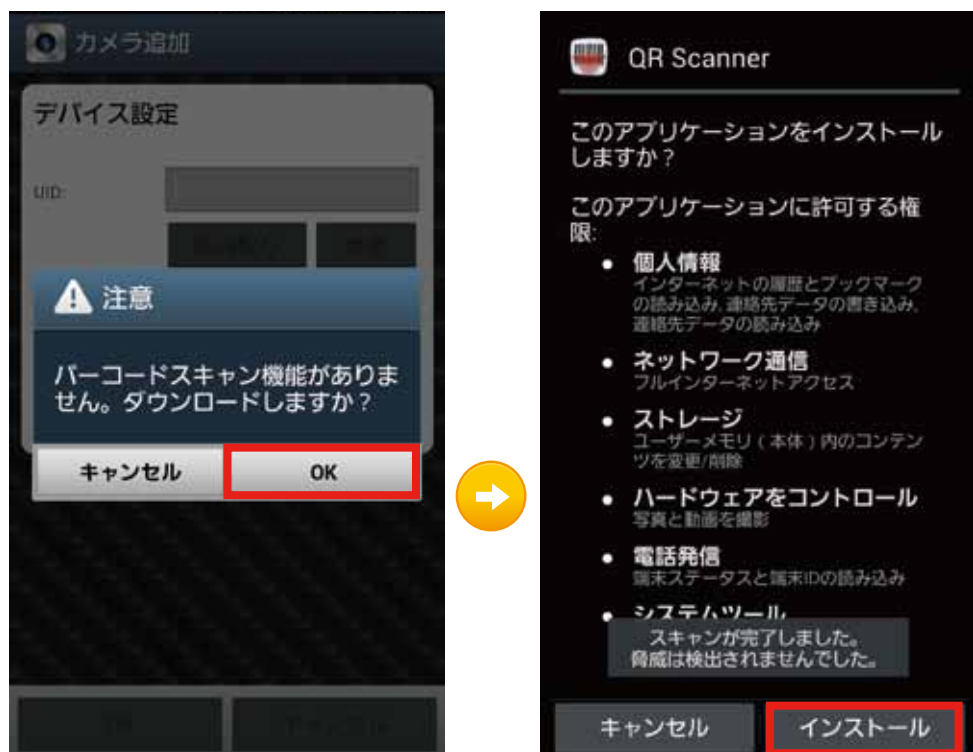 カメラ追加
デバイス設定
UID:
注意
バーコードスキャン機能がありま
せん。ダウンロードしますか？
キャンセル
OK
QR Scanner
このアプリケーションをインストール
しますか？
このアプリケーションに許可する権
限:
• 個人情報
インターネットの履歴とブックマーク
の読み込み, 連絡先データの書き込み,
連絡先データの読み込み
• ネットワーク通信
フルインターネットアクセス
• ストレージ
ユーザーメモリ ( 本体 ) 内のコンテン
ツを変更/削除
• ハードウェアをコントロール
写真と動画を撮影
• 電話発信
端末ステータスと端末IDの読み込み
• システムツール
スキャンが完了しました。
脅威は検出されませんでした。
キャンセル
インストール